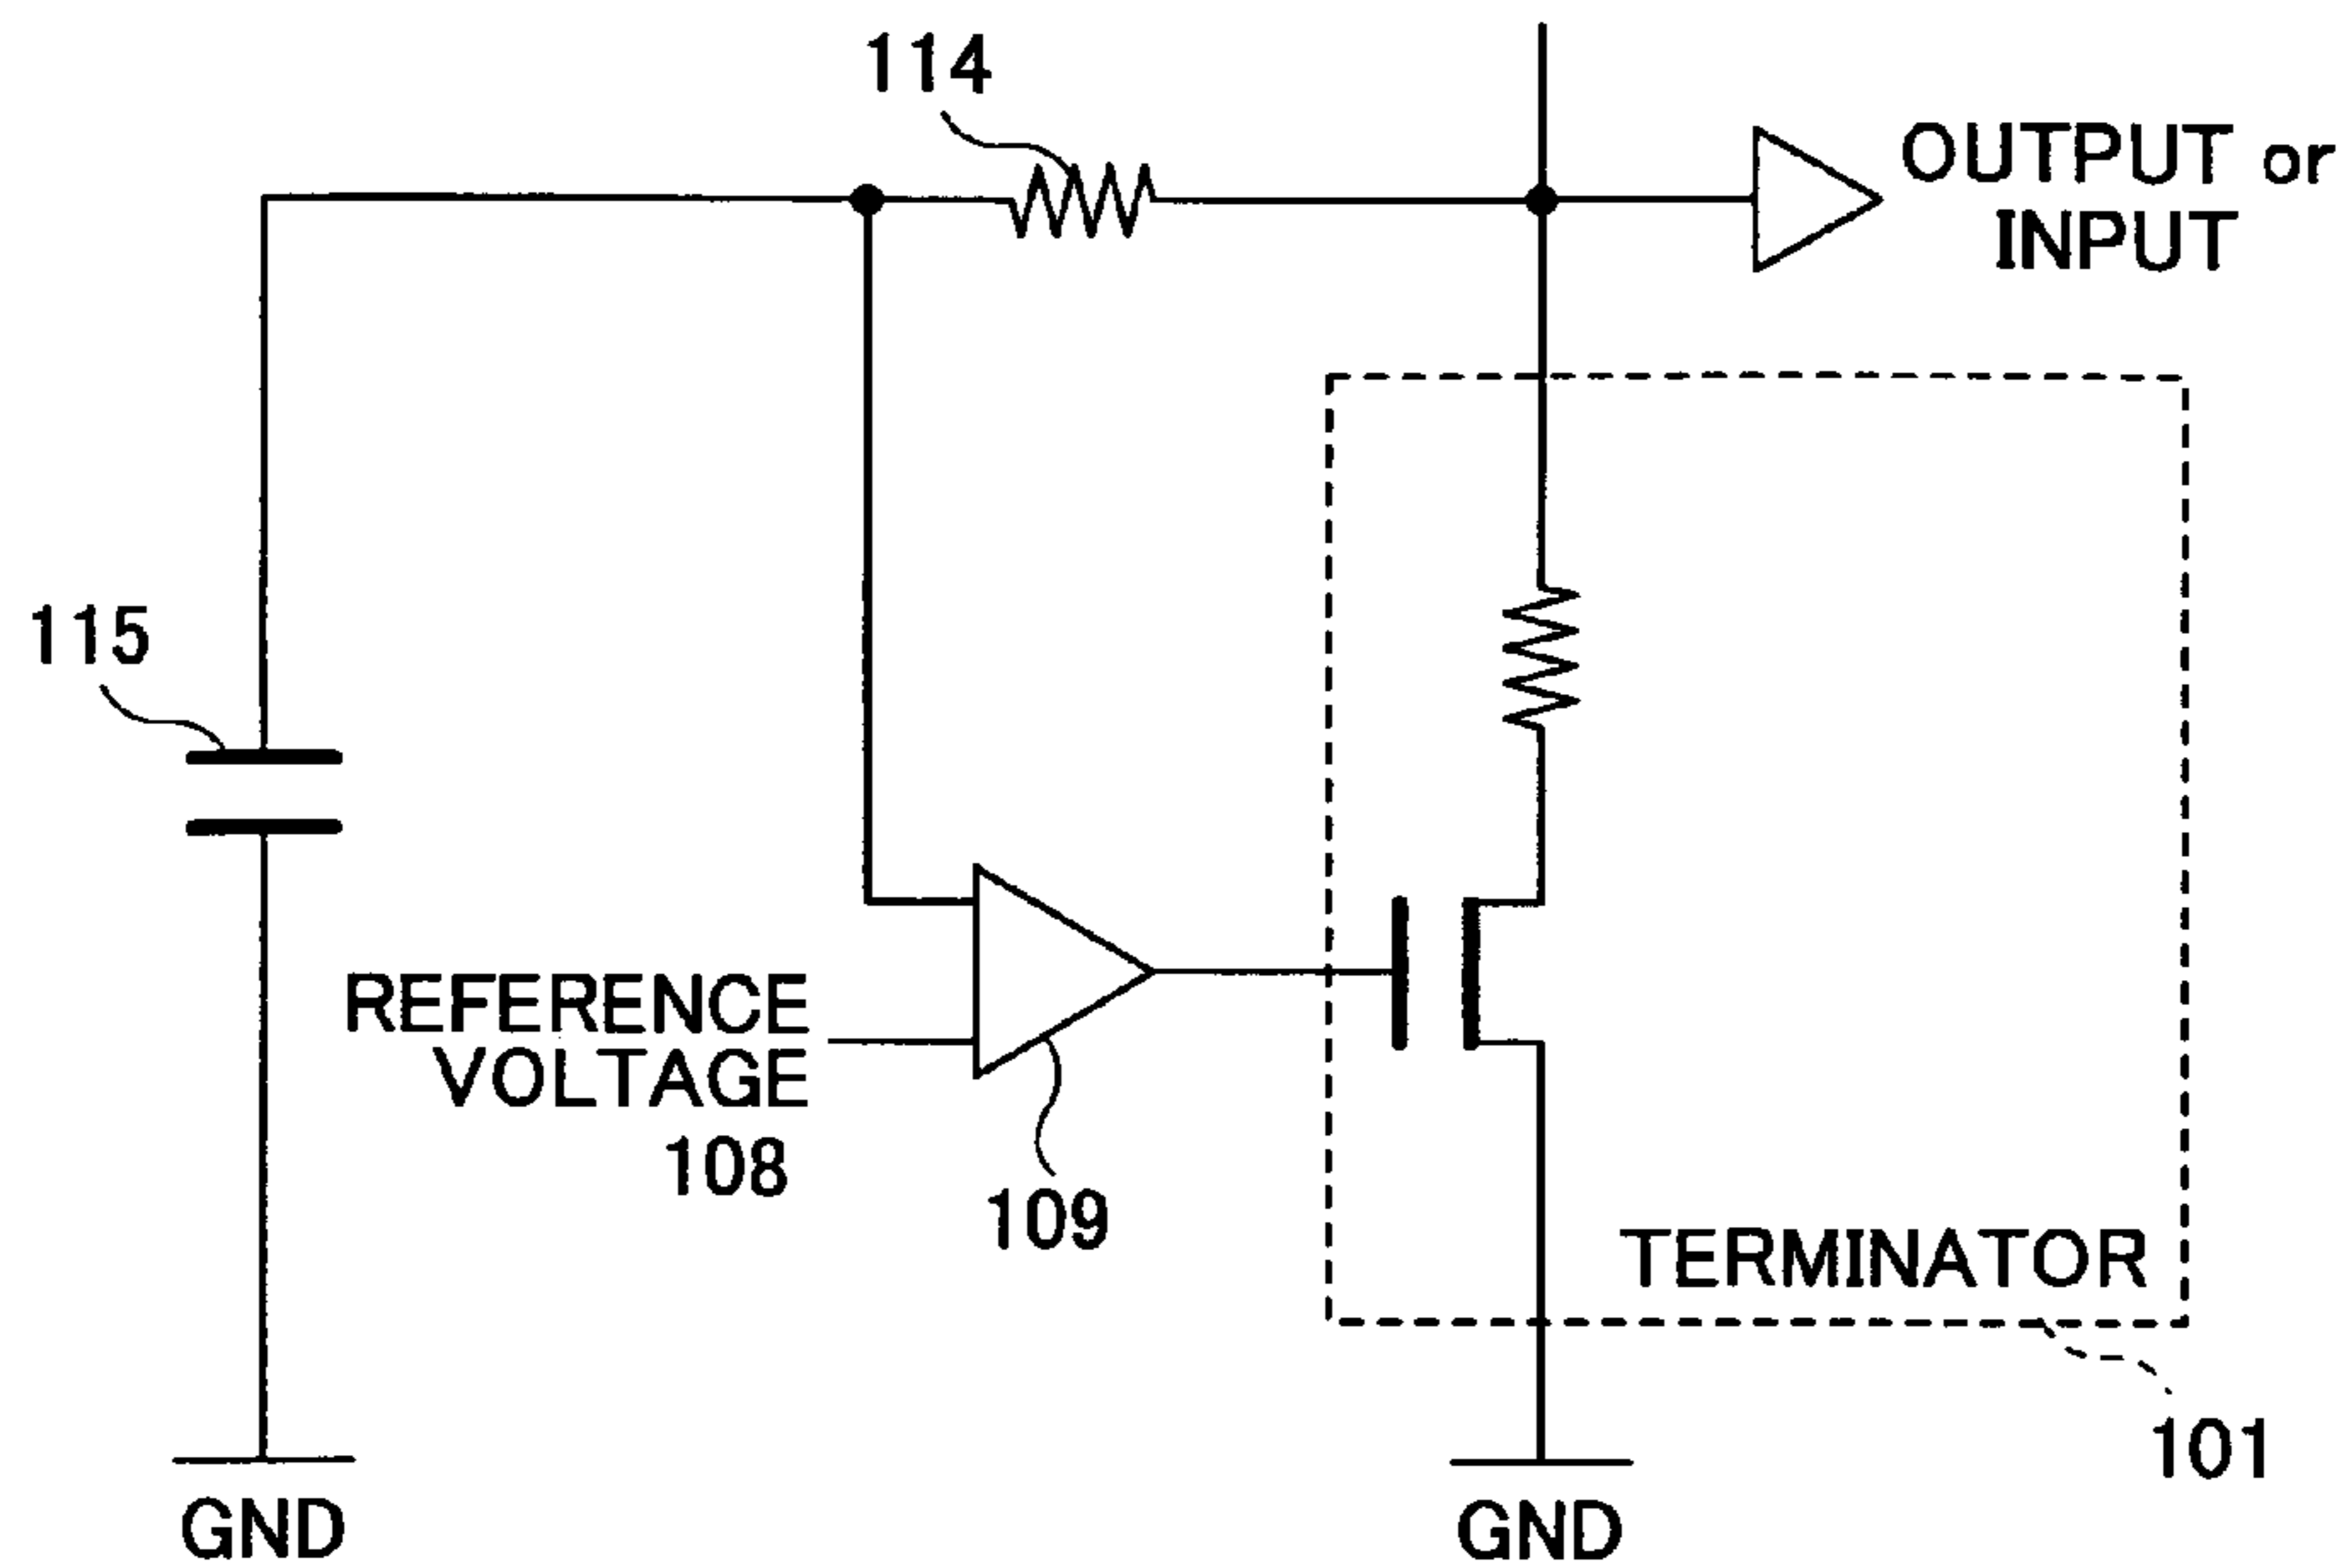 114
OUTPUT or
INPUT
115
REFERENCE
VOLTAGE
108
109
TERMINATOR
101
GND
GND